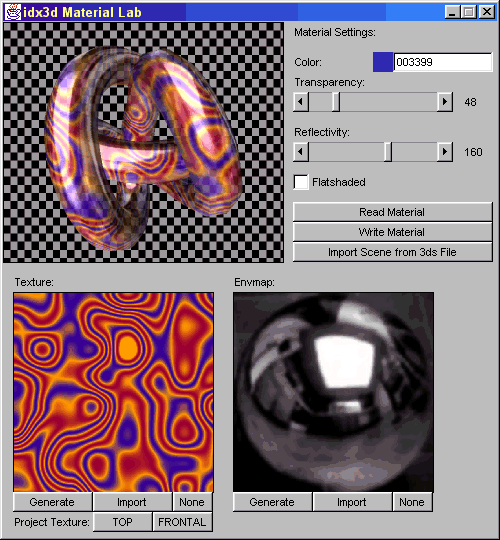 idx3d Material Lab
Material Settings:
Color: 003399
Transparency:
48
Reflectivity:
160
Flatshaded
Read Material
Write Material
Import Scene from 3ds File
Texture: Envmap:
Generate Import None Generate Import None
Project Texture: TOP FRONTAL